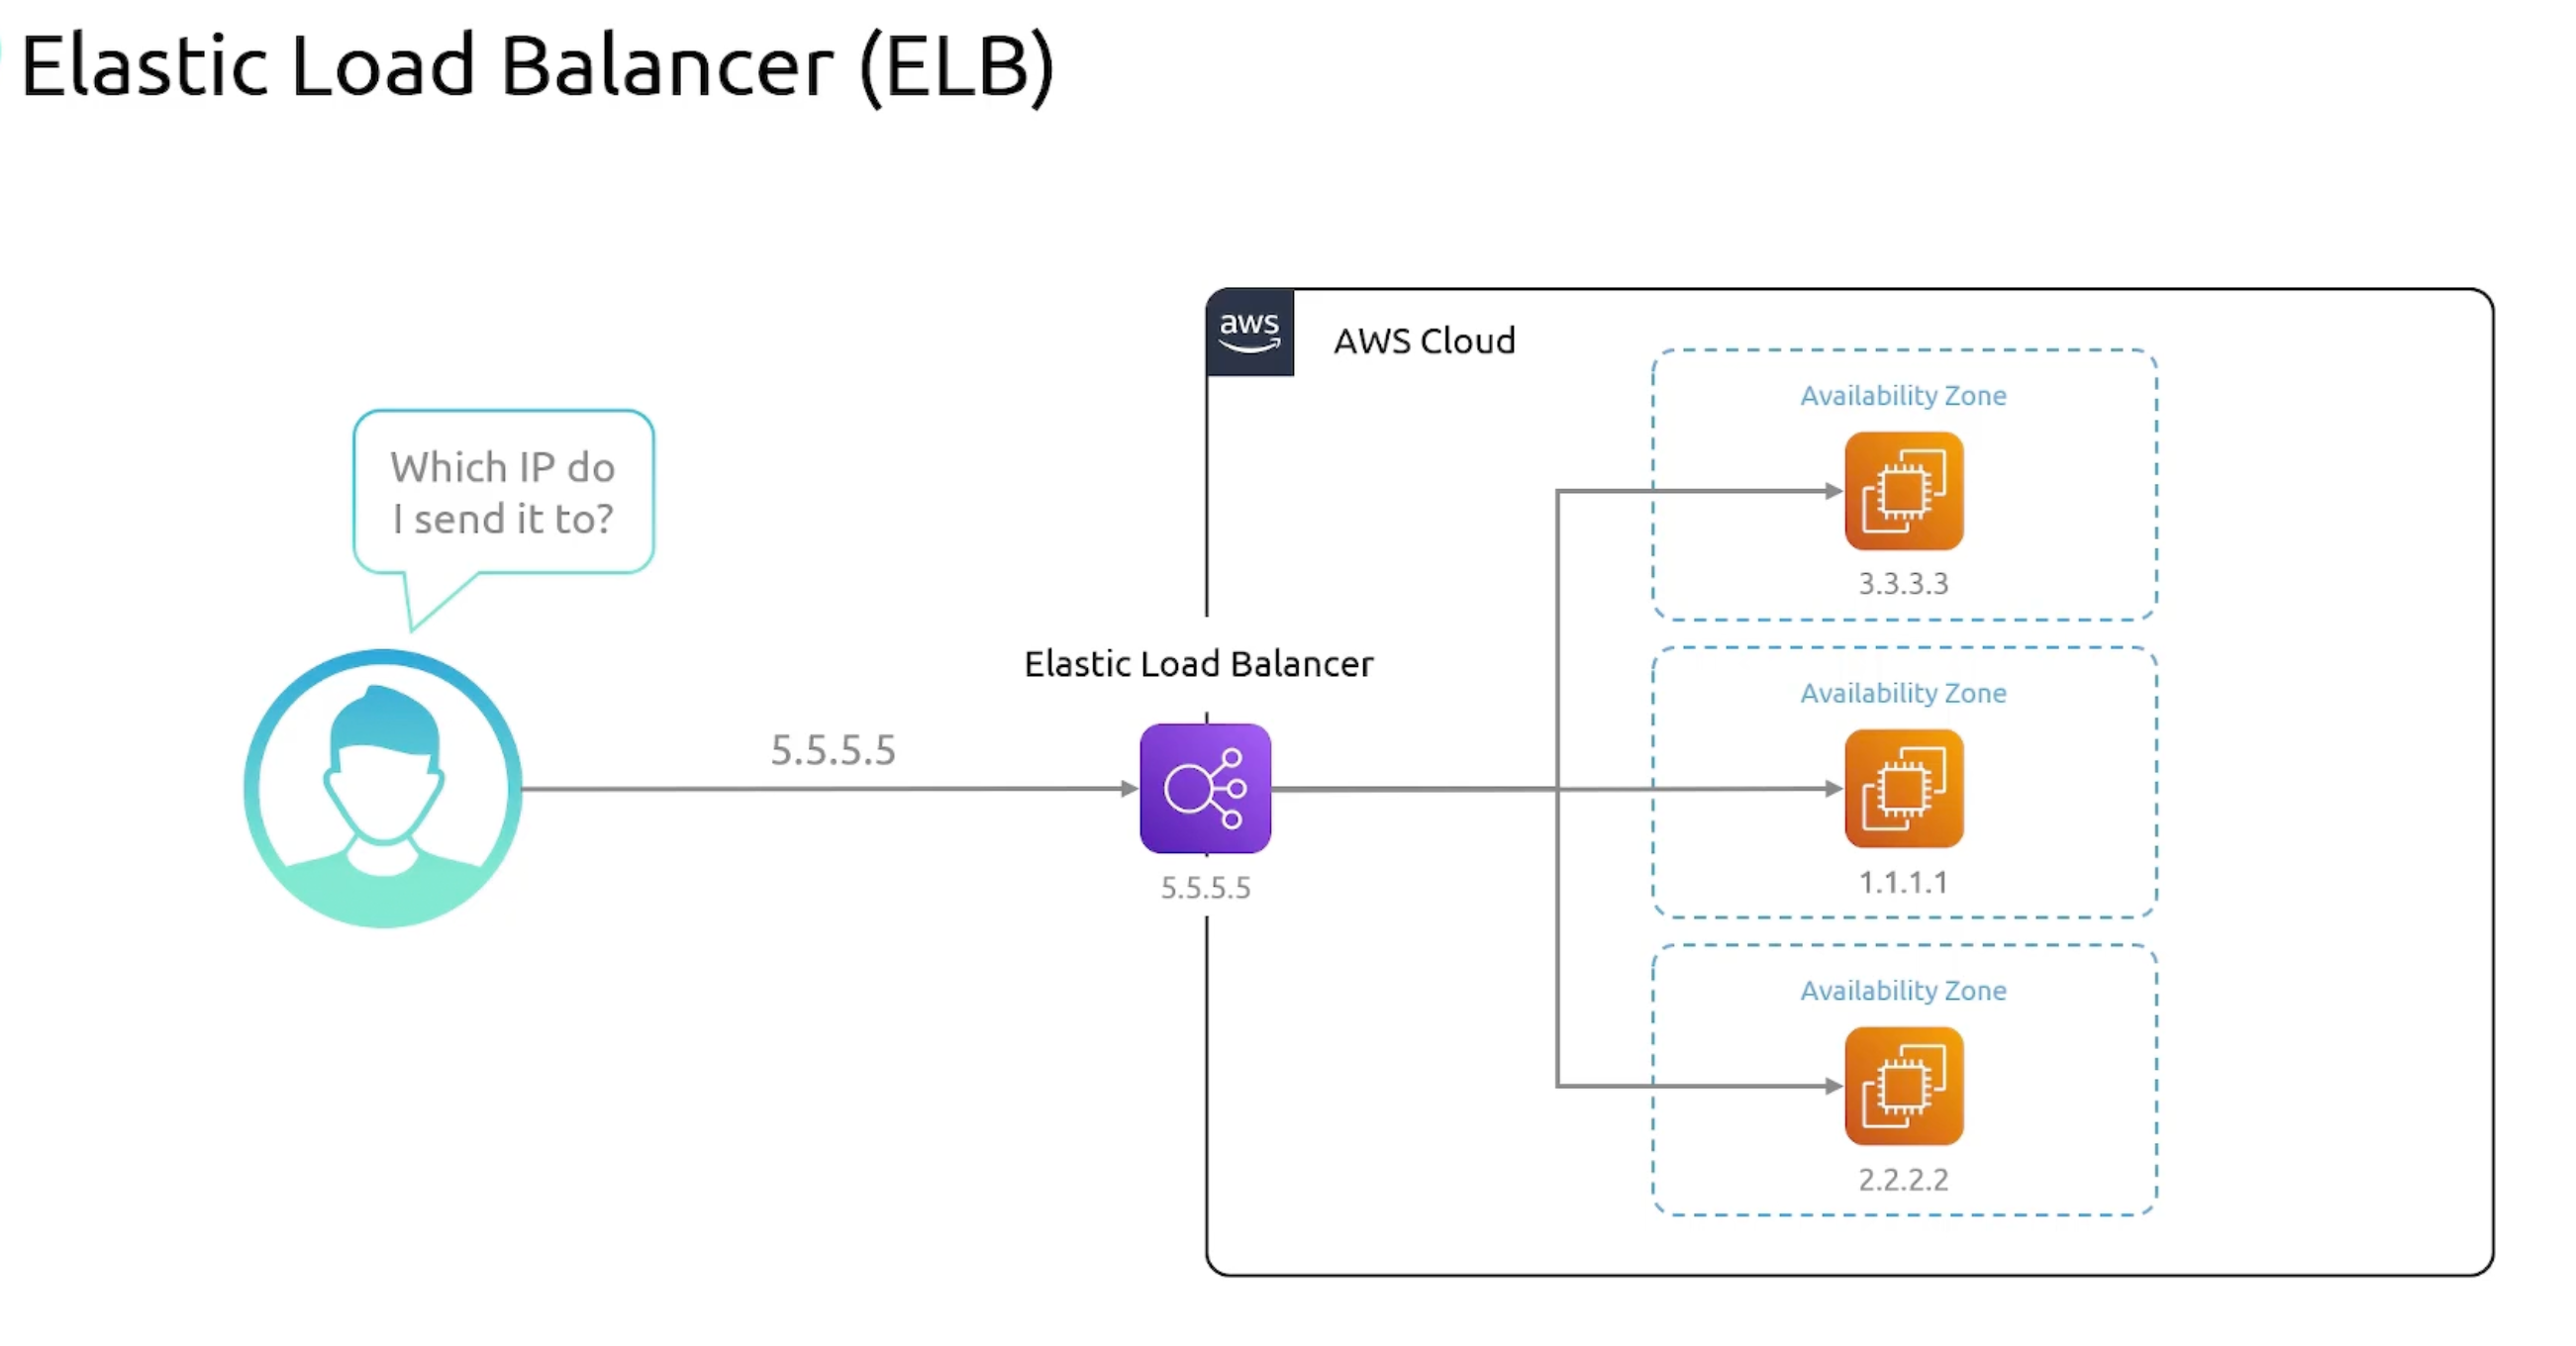 Elastic Load Balancer (ELB)
aws
AWS Cloud
Which IP do
I send it to?
5.5.5.5
Elastic Load Balancer
5.5.5.5
Availability Zone
3.3.3.3
Availability Zone
1.1.1.1
Availability Zone
2.2.2.2